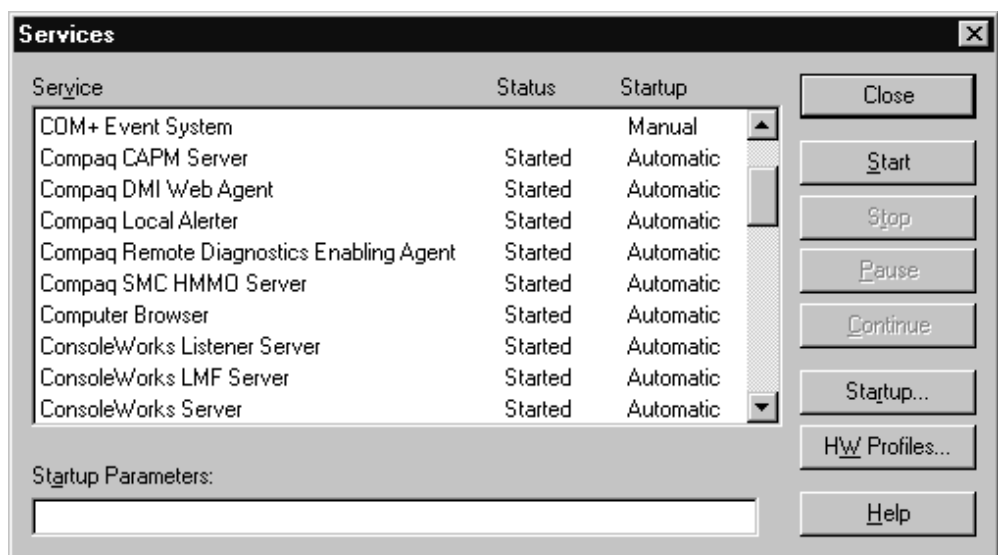 Services
Service Status Startup
COM+ Event System Manual
Compaq CAPM Server Started Automatic
Compaq DMI Web Agent Started Automatic
Compaq Local Alerter Started Automatic
Compaq Remote Diagnostics Enabling Agent Started Automatic
Compaq SMC HMMO Server Started Automatic
Computer Browser Started Automatic
ConsoleWorks Listener Server Started Automatic
ConsoleWorks LMF Server Started Automatic
ConsoleWorks Server Started Automatic
Startup Parameters:
Close
Start
Stop
Pause
Continue
Startup...
HW Profiles...
Help